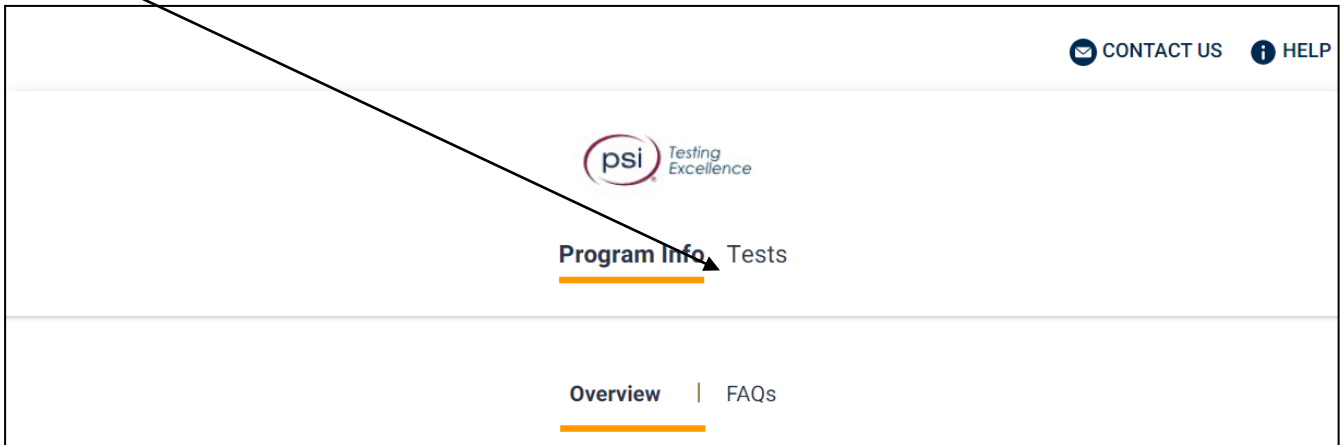 CONTACT US HELP
psi Testing
Excellence
Program Info Tests
Overview | FAQs